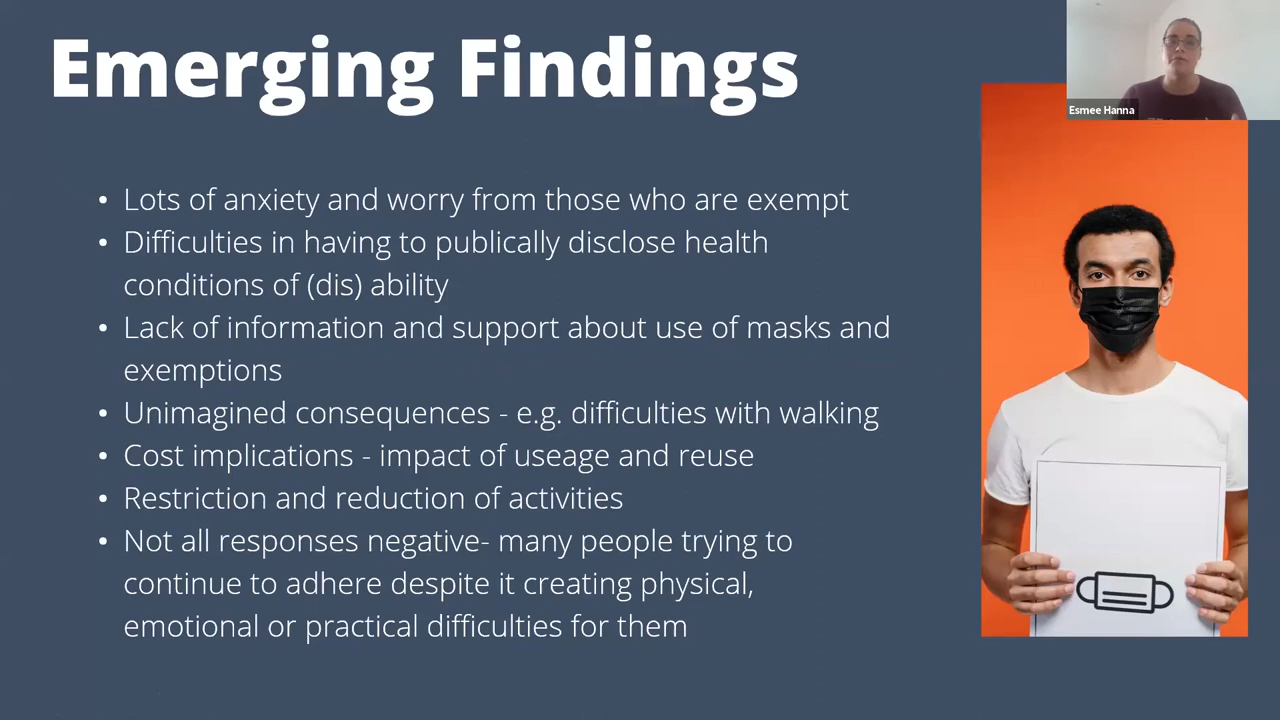 Emerging Findings
Esmee Hanna
• Lots of anxiety and worry from those who are exempt
• Difficulties in having to publically disclose health
conditions of (dis) ability
• Lack of information and support about use of masks and
exemptions
• Unimagined consequences - e.g. difficulties with walking
• Cost implications - impact of useage and reuse
• Restriction and reduction of activities
• Not all responses negative- many people trying to
continue to adhere despite it creating physical,
emotional or practical difficulties for them